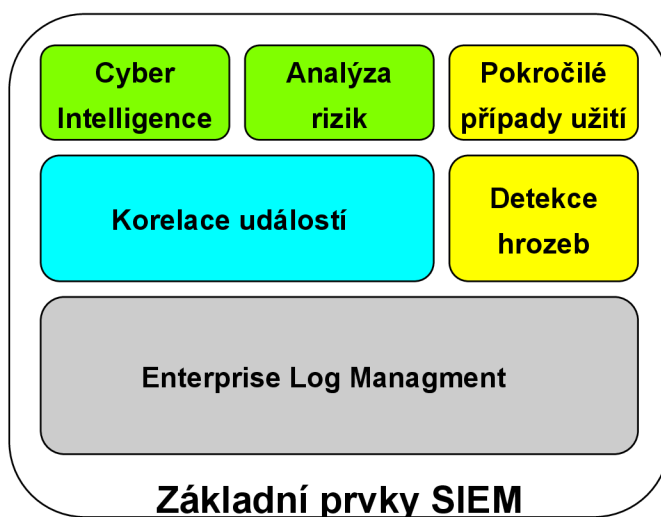 Cyber
Intelligence
Analýza
rizik
Pokročilé
případy užití
Korelace událostí
Detekce
hrozeb
Enterprise Log Managment
Základní prvky SIEM